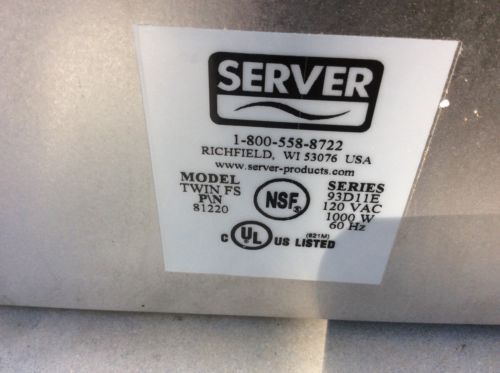 SERVER
1-800-558-8722
RICHFIELD, WI 53076 USA
www.server-products.com
MODEL
TWIN FS
P\N
81220
NSF®
SERIES
93D11E
120 VAC
1000 W
60 Hz
C UL US LISTED
(821M)